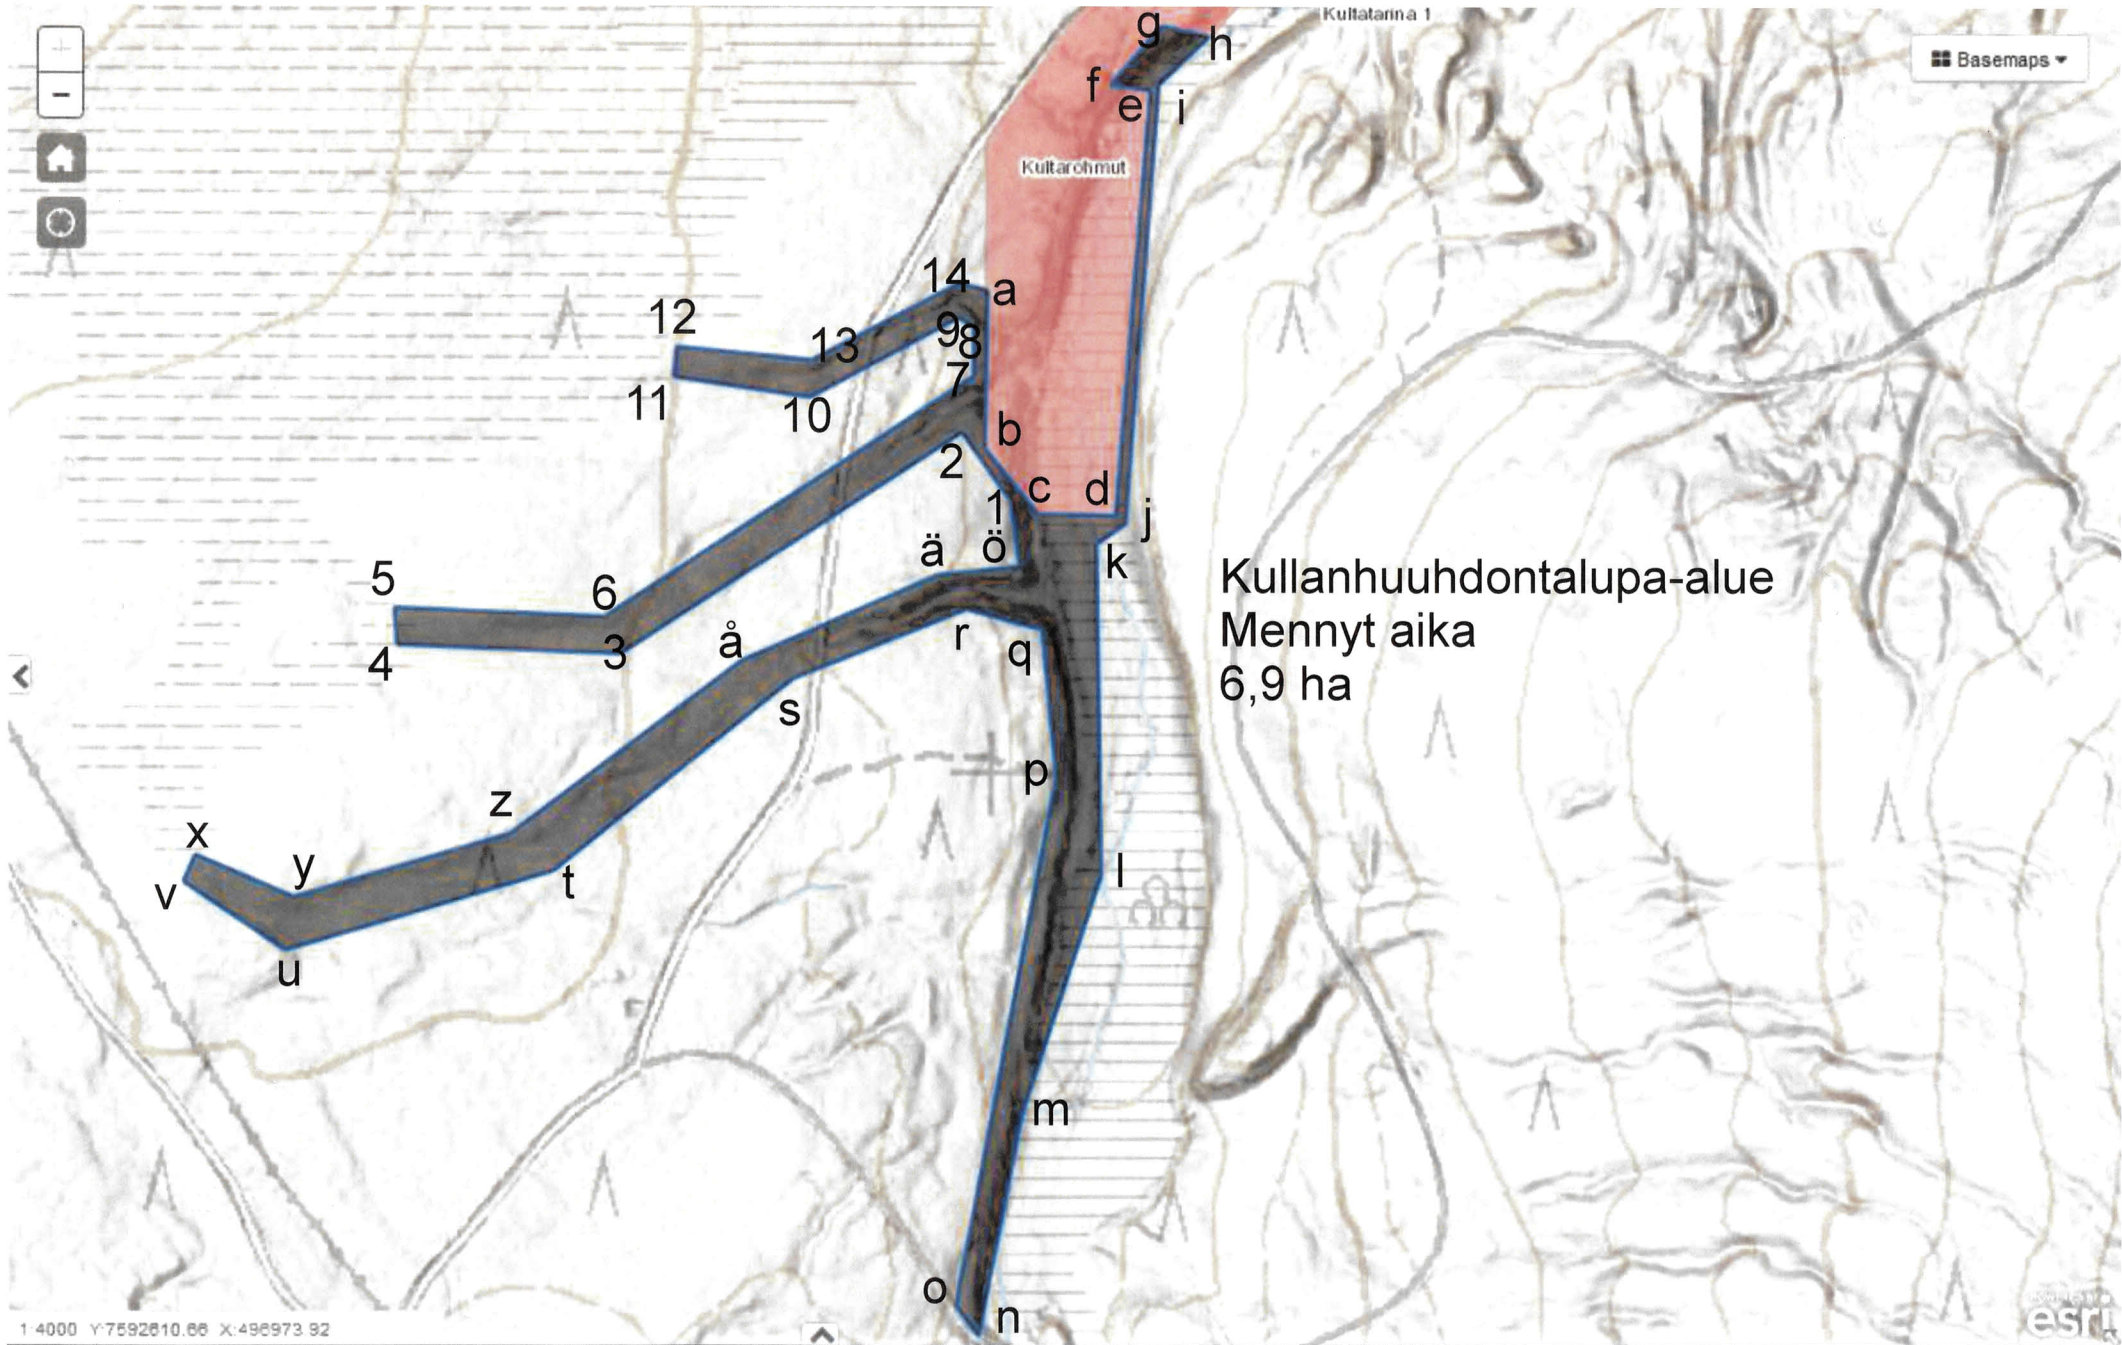 Kultatarina 1
Basemaps
g
h
f
e
i
Kultarohmut
14
a
12
9
13
8
7
11
10
b
2
c
d
1
j
ä
ö
k
5
6
å
3
4
r
q
s
p
Kullanhuuhdontalupa-alue
Mennyt aika
6,9 ha
z
x
y
v
t
l
u
m
o
n
1:4000 Y:7592610.66 X:496973.92
esri